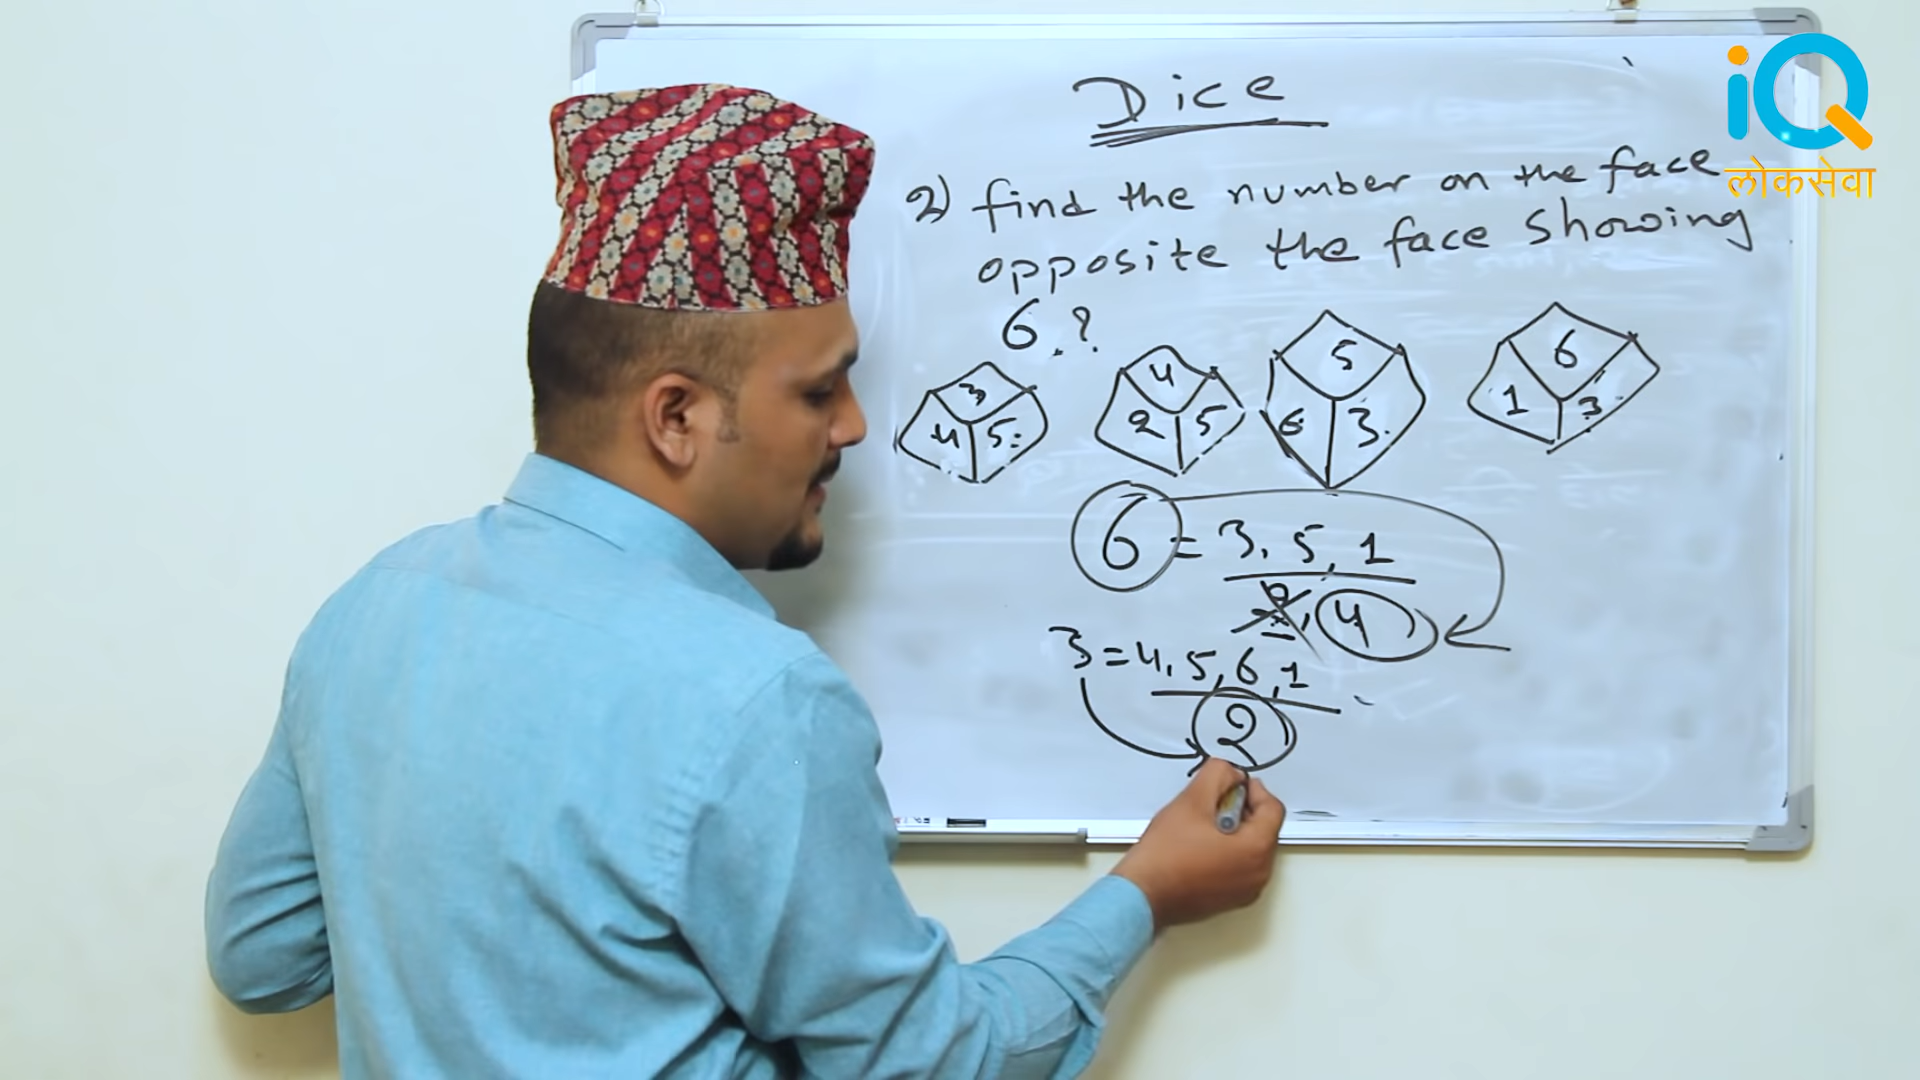 Dice
2) find the number on the face
opposite the face showing
6 ?
3
4 5
4
2 5
5
6 3
6
1 3
6 = 3, 5, 1
2, 4
3 = 4, 5, 6, 1
2
iQ
लोकसेवा